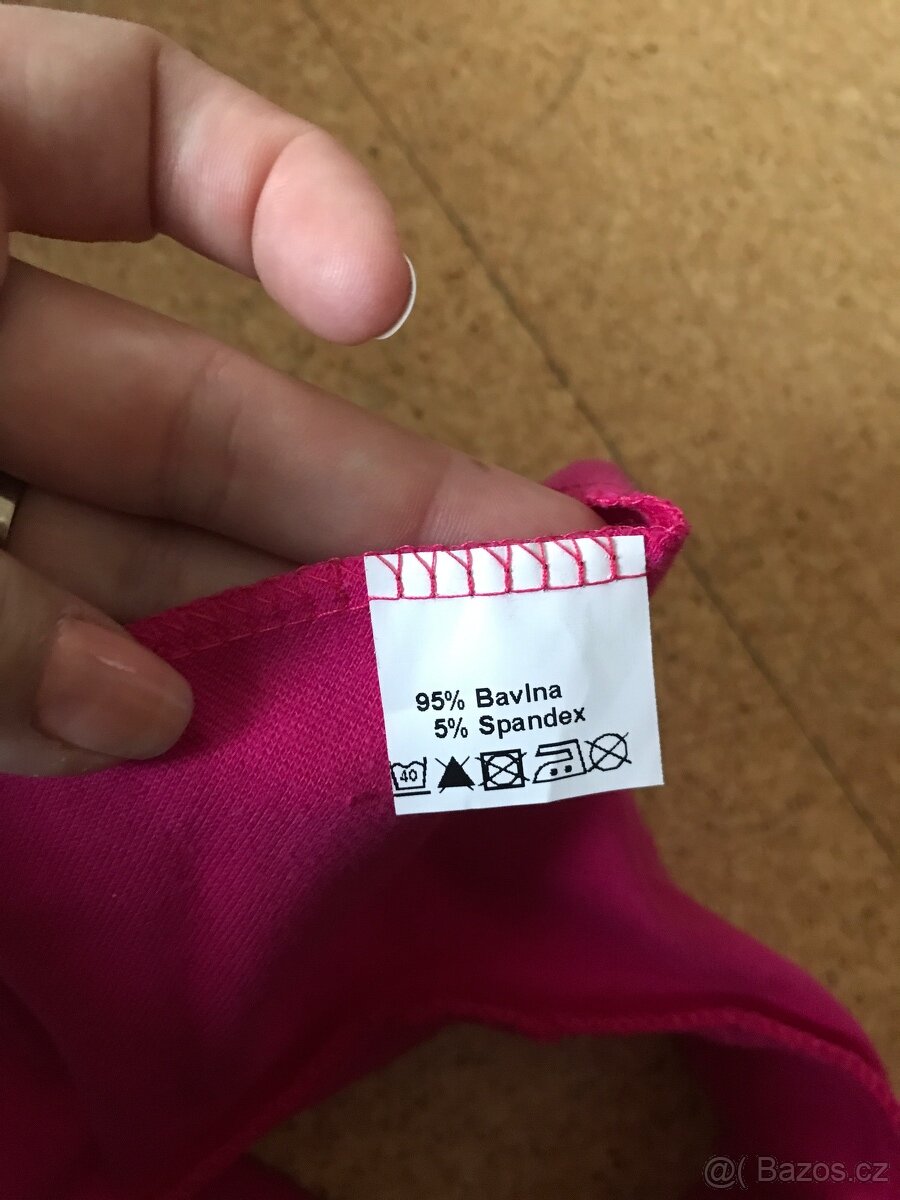 95% Bavlna
5% Spandex
40
@( Bazos.cz